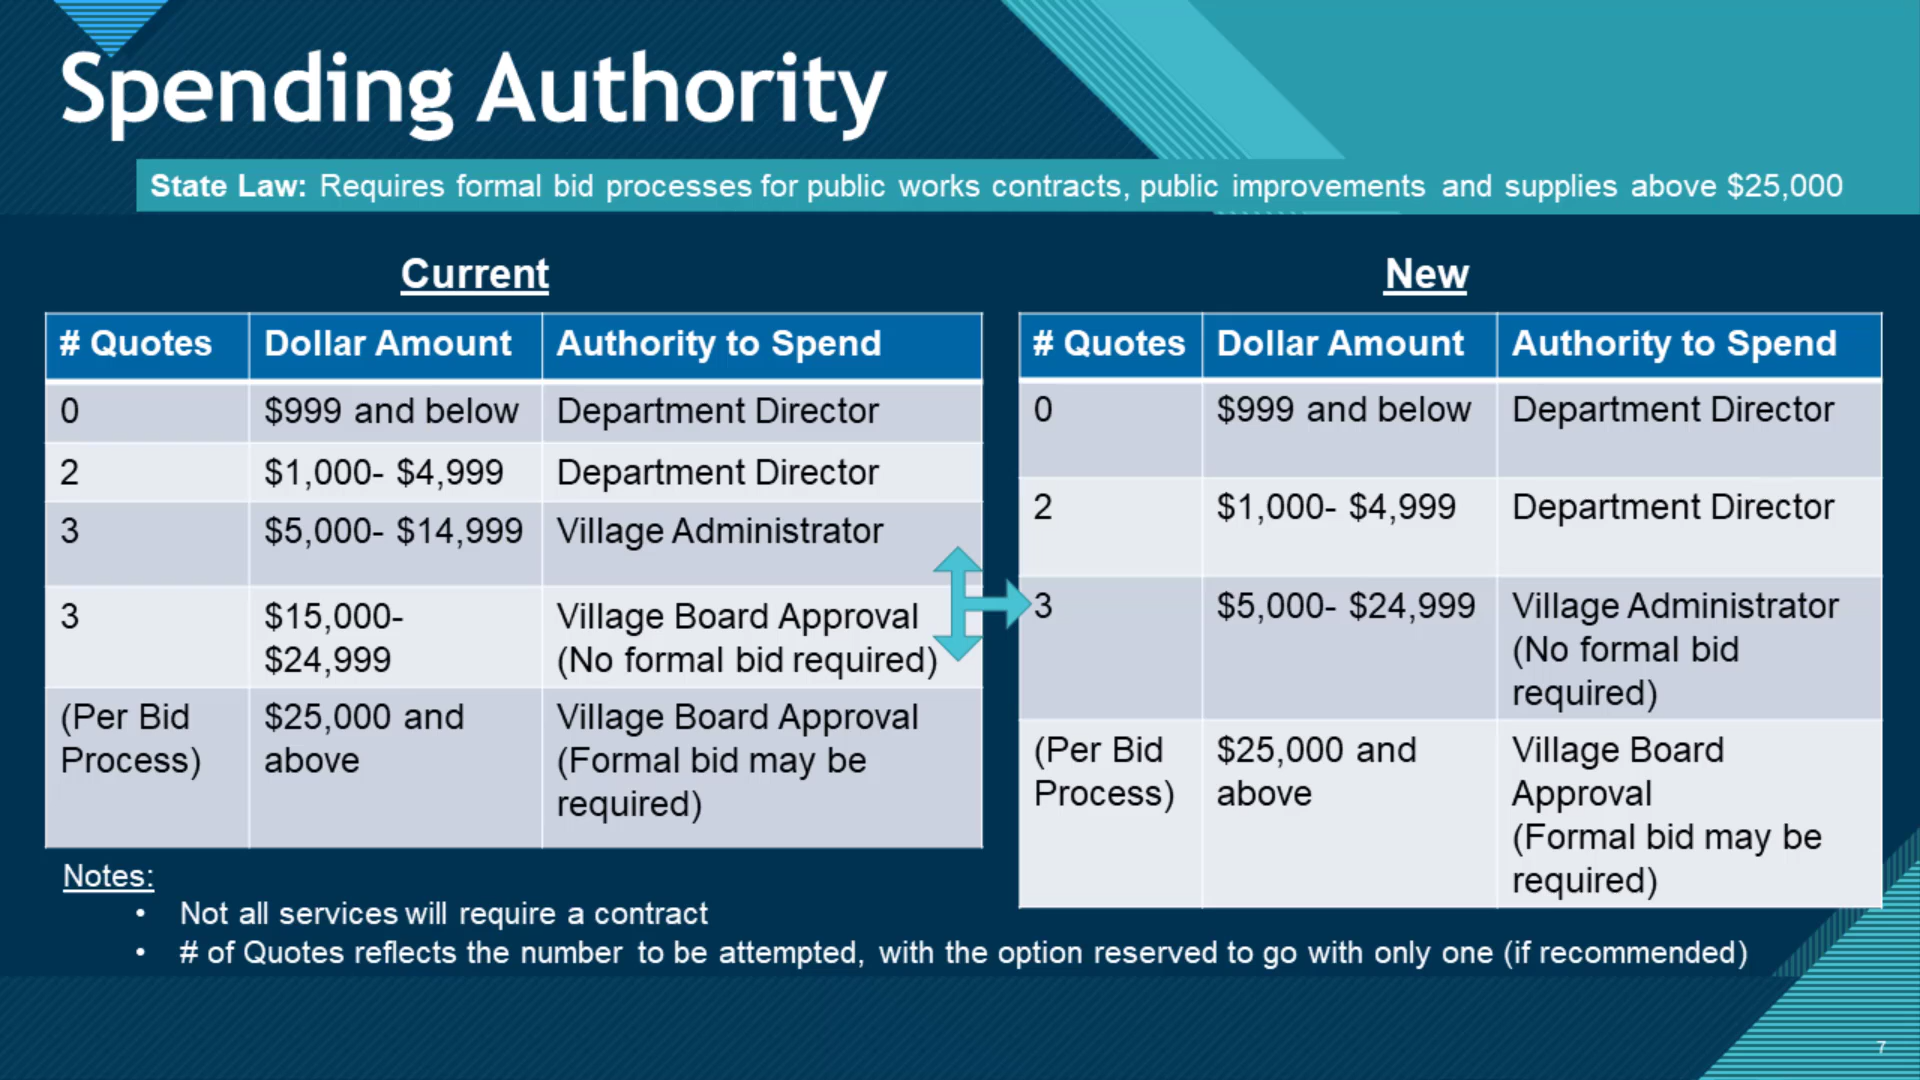 Spending Authority
State Law: Requires formal bid processes for public works contracts, public improvements and supplies above $25,000
Current
# Quotes Dollar Amount Authority to Spend
0 $999 and below Department Director
2 $1,000- $4,999 Department Director
3 $5,000- $14,999 Village Administrator
3 $15,000- Village Board Approval
$24,999 (No formal bid required)
(Per Bid $25,000 and Village Board Approval
Process) above (Formal bid may be
required)
New
# Quotes Dollar Amount Authority to Spend
0 $999 and below Department Director
2 $1,000- $4,999 Department Director
3 $5,000- $24,999 Village Administrator
(No formal bid
required)
(Per Bid $25,000 and Village Board
Process) above Approval
(Formal bid may be
required)
Notes:
• Not all services will require a contract
• # of Quotes reflects the number to be attempted, with the option reserved to go with only one (if recommended)
7